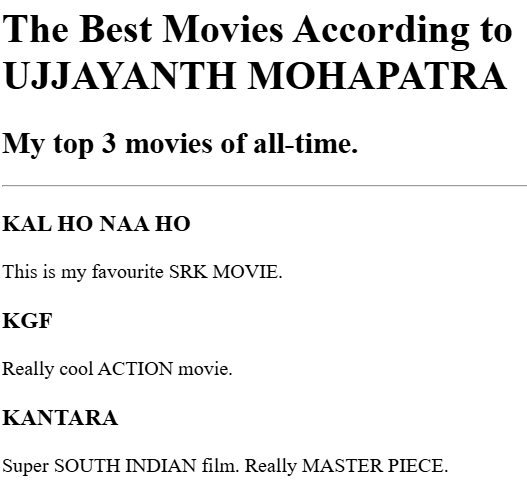 The Best Movies According to
UJJAYANTH MOHAPATRA
My top 3 movies of all-time.
KAL HO NAA HO
This is my favourite SRK MOVIE.
KGF
Really cool ACTION movie.
KANTARA
Super SOUTH INDIAN film. Really MASTER PIECE.